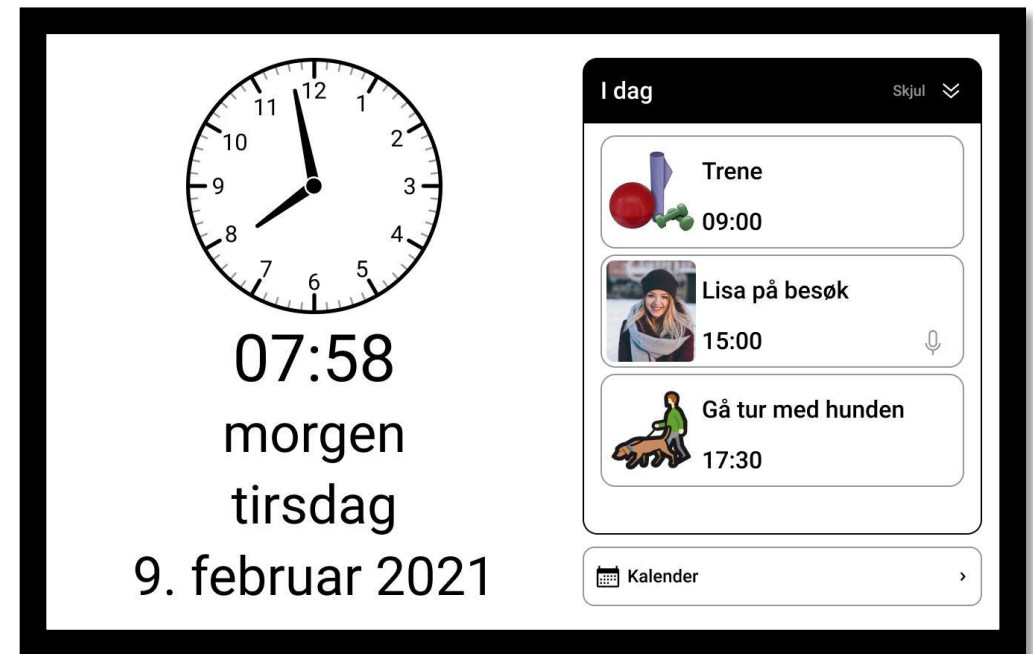 12
1
2
3
4
5
6
7
8
9
10
11
07:58
morgen
tirsdag
9. februar 2021
I dag
Skjul
Trene
09:00
Lisa på besøk
15:00
Gå tur med hunden
17:30
Kalender